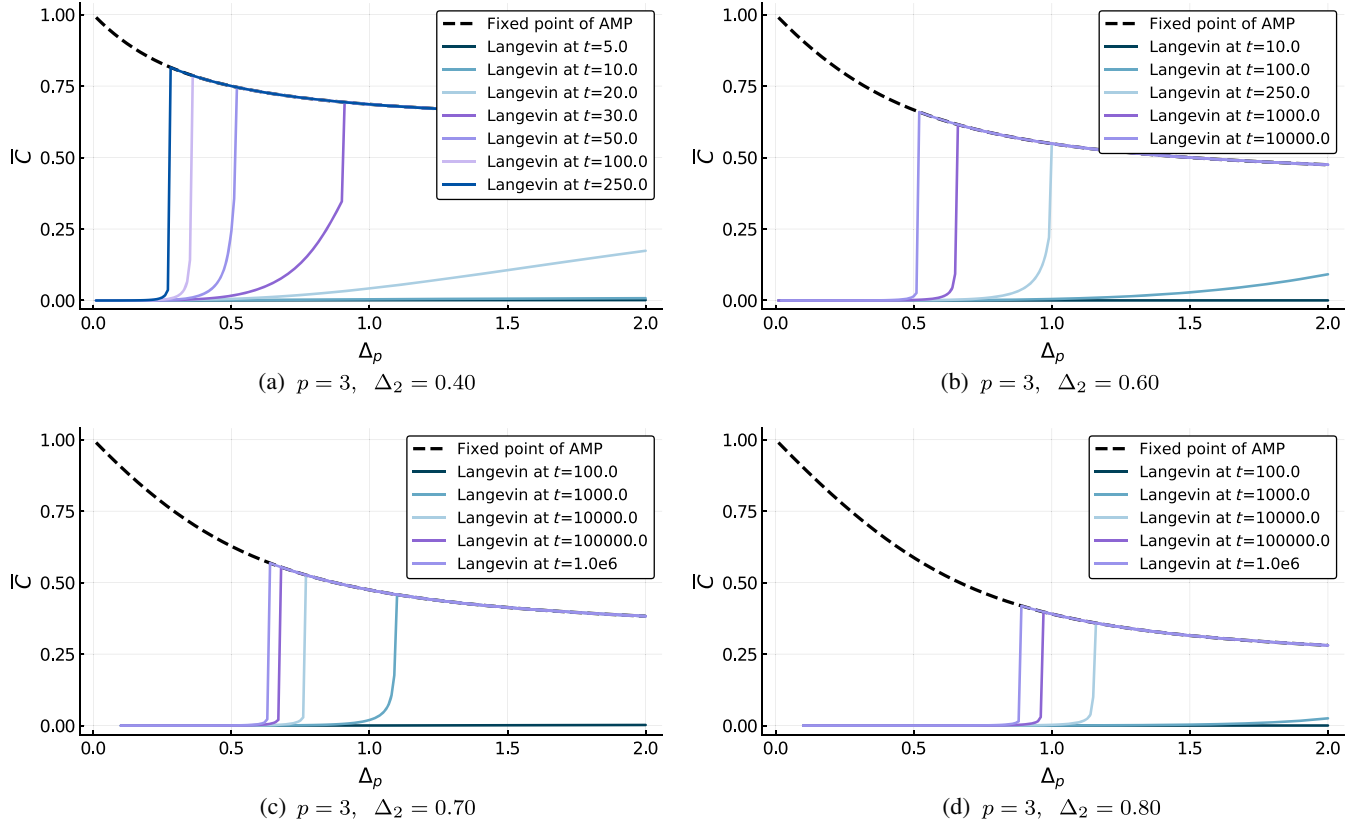 1.00
0.75
0.50
0.25
0.00
C̅
0.0 0.5 1.0 1.5 2.0
Δp
Fixed point of AMP
Langevin at t=5.0
Langevin at t=10.0
Langevin at t=20.0
Langevin at t=30.0
Langevin at t=50.0
Langevin at t=100.0
Langevin at t=250.0
(a) p = 3, Δ2 = 0.40
1.00
0.75
0.50
0.25
0.00
C̅
0.0 0.5 1.0 1.5 2.0
Δp
Fixed point of AMP
Langevin at t=10.0
Langevin at t=100.0
Langevin at t=250.0
Langevin at t=1000.0
Langevin at t=10000.0
(b) p = 3, Δ2 = 0.60
1.00
0.75
0.50
0.25
0.00
C̅
0.0 0.5 1.0 1.5 2.0
Δp
Fixed point of AMP
Langevin at t=100.0
Langevin at t=1000.0
Langevin at t=10000.0
Langevin at t=100000.0
Langevin at t=1.0e6
(c) p = 3, Δ2 = 0.70
1.00
0.75
0.50
0.25
0.00
C̅
0.0 0.5 1.0 1.5 2.0
Δp
Fixed point of AMP
Langevin at t=100.0
Langevin at t=1000.0
Langevin at t=10000.0
Langevin at t=100000.0
Langevin at t=1.0e6
(d) p = 3, Δ2 = 0.80